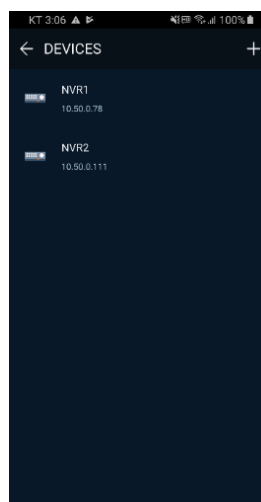 KT 3:06 100%
← DEVICES +
NVR1
10.50.0.78
NVR2
10.50.0.111